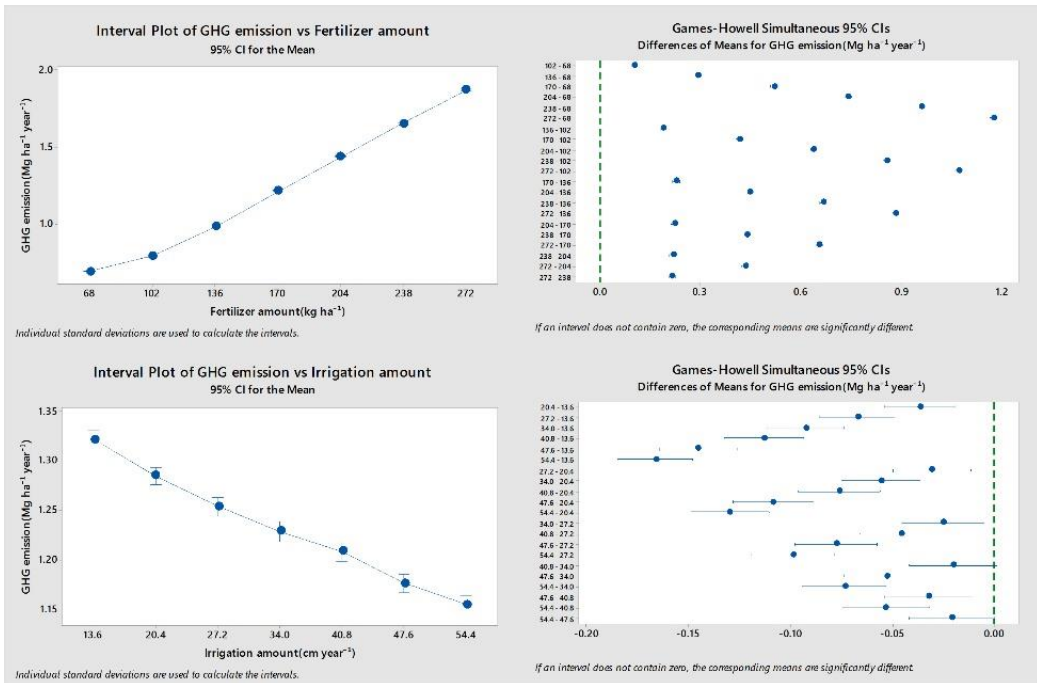 Interval Plot of GHG emission vs Fertilizer amount
95% CI for the Mean
GHG emission(Mg ha⁻¹ year⁻¹)
2.0
1.5
1.0
68 102 136 170 204 238 272
Fertilizer amount(kg ha⁻¹)
Individual standard deviations are used to calculate the intervals.
Games-Howell Simultaneous 95% CIs
Differences of Means for GHG emission(Mg ha⁻¹ year⁻¹)
102 - 68
136 - 68
170 - 68
204 - 68
238 - 68
272 - 68
136 - 102
170 - 102
204 - 102
238 - 102
272 - 102
170 - 136
204 - 136
238 - 136
272 - 136
204 - 170
238 - 170
272 - 170
238 - 204
272 - 204
272 - 238
0.0 0.3 0.6 0.9 1.2
If an interval does not contain zero, the corresponding means are significantly different.
Interval Plot of GHG emission vs Irrigation amount
95% CI for the Mean
GHG emission(Mg ha⁻¹ year⁻¹)
1.35
1.30
1.25
1.20
1.15
13.6 20.4 27.2 34.0 40.8 47.6 54.4
Irrigation amount(cm year⁻¹)
Individual standard deviations are used to calculate the intervals.
Games-Howell Simultaneous 95% CIs
Differences of Means for GHG emission(Mg ha⁻¹ year⁻¹)
20.4 - 13.6
27.2 - 13.6
34.0 - 13.6
40.8 - 13.6
47.6 - 13.6
54.4 - 13.6
27.2 - 20.4
34.0 - 20.4
40.8 - 20.4
47.6 - 20.4
54.4 - 20.4
34.0 - 27.2
40.8 - 27.2
47.6 - 27.2
54.4 - 27.2
40.8 - 34.0
47.6 - 34.0
54.4 - 34.0
47.6 - 40.8
54.4 - 40.8
54.4 - 47.6
-0.20 -0.15 -0.10 -0.05 0.00
If an interval does not contain zero, the corresponding means are significantly different.